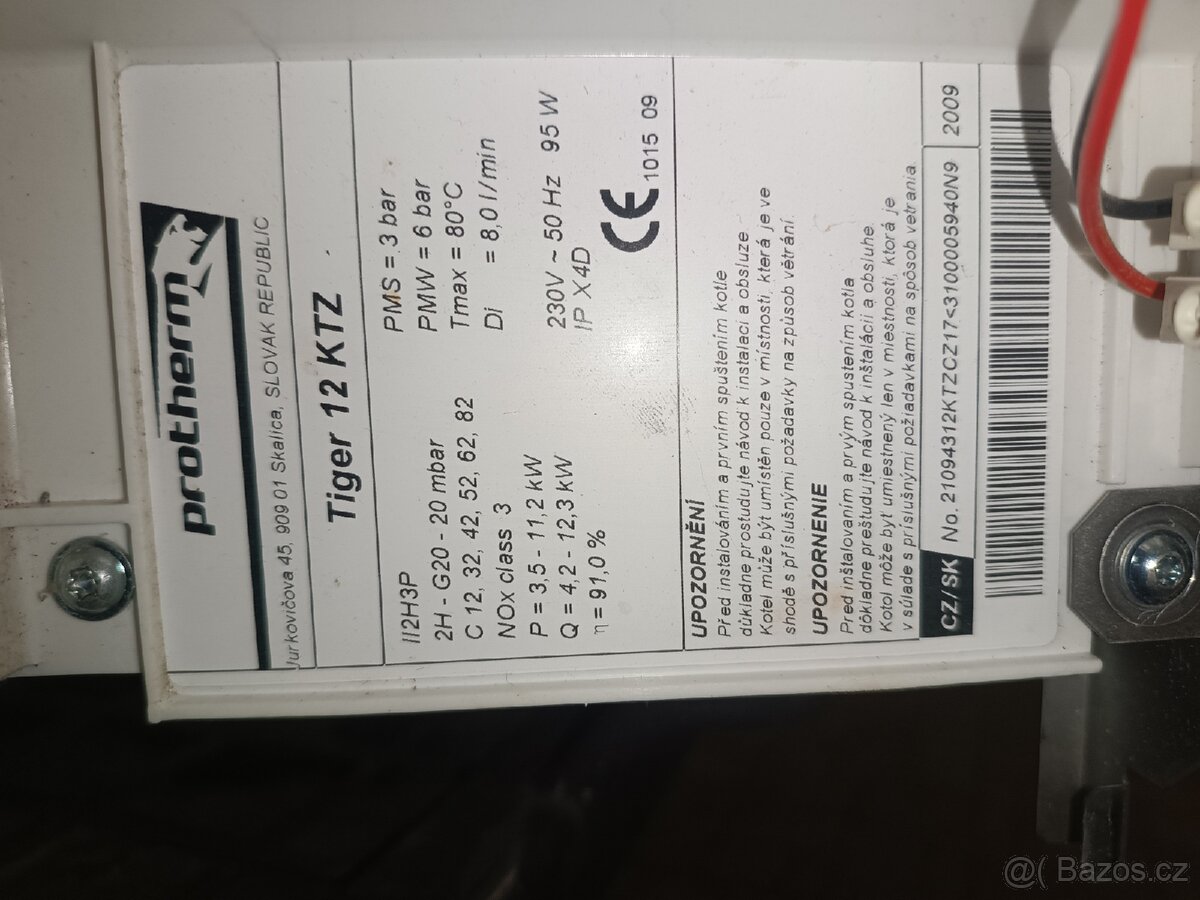 protherm
Jurkovičova 45, 909 01 Skalica, SLOVAK REPUBLIC
Tiger 12 KTZ
II2H3P
2H - G20 - 20 mbar
C 12, 32, 42, 52, 62, 82
NOx class 3
P = 3,5 - 11,2 kW
Q = 4,2 - 12,3 kW
η = 91,0 %
PMS = 3 bar
PMW = 6 bar
Tmax = 80°C
Di = 8,0 l/min
230V ~ 50 Hz 95 W
IP X4D
CE
1015 09
UPOZORNĚNÍ
Před instalováním a prvním spuštením kotle
důkladne prostudujte návod k instalaci a obsluze
Kotel muže být umístěn pouze v místnosti, která je ve
shodě s příslušnými požadavky na způsob větrání.
UPOZORNENIE
Pred inštalovaním a prvým spustením kotla
dôkladne preštudujte návod k inštalácii a obsluhe.
Kotol môže byť umiestnený len v miestnosti, ktorá je
v súlade s príslušnými požiadavkami na spôsob vetrania
CZ/SK No. 21094312KTZCZ17<3100005940N9 2009
@( Bazos.cz